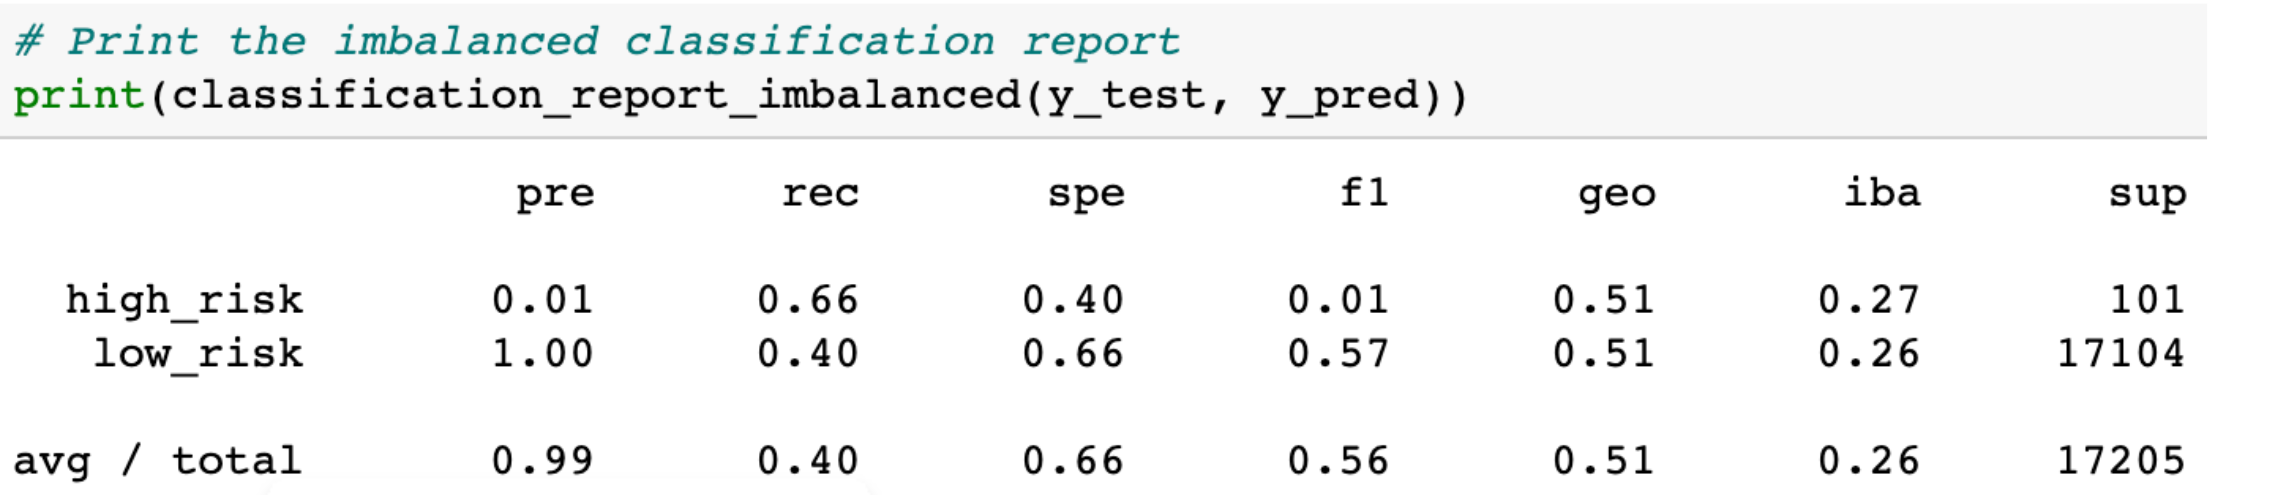 # Print the imbalanced classification report
print(classification_report_imbalanced(y_test, y_pred))
pre rec spe f1 geo iba sup
high_risk 0.01 0.66 0.40 0.01 0.51 0.27 101
low_risk 1.00 0.40 0.66 0.57 0.51 0.26 17104
avg / total 0.99 0.40 0.66 0.56 0.51 0.26 17205